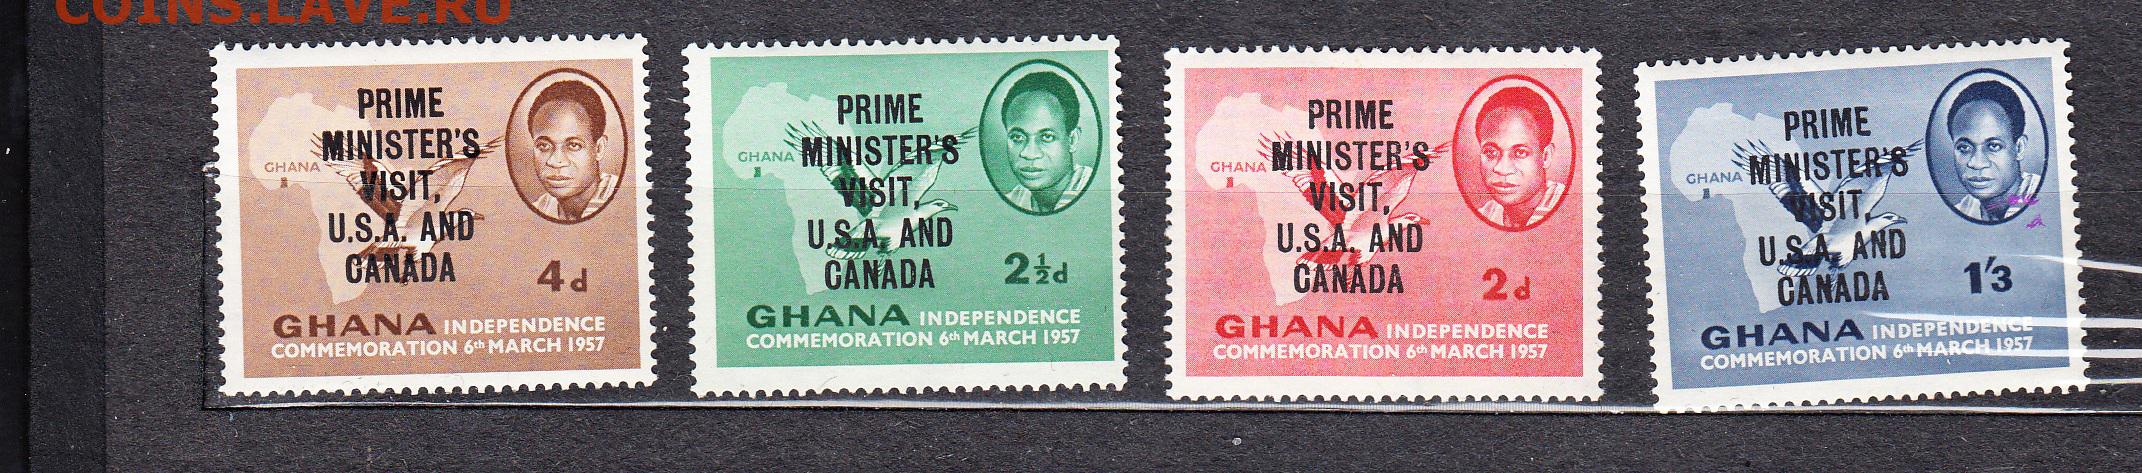 COINS.LAVE.RU
PRIME
MINISTER'S
VISIT,
U.S.A. AND
CANADA
GHANA
4d
GHANA INDEPENDENCE
COMMEMORATION 6th MARCH 1957
PRIME
MINISTER'S
VISIT,
U.S.A. AND
CANADA
GHANA
2½d
GHANA INDEPENDENCE
COMMEMORATION 6th MARCH 1957
PRIME
MINISTER'S
VISIT,
U.S.A. AND
CANADA
GHANA
2d
GHANA INDEPENDENCE
COMMEMORATION 6th MARCH 1957
PRIME
MINISTER'S
VISIT,
U.S.A. AND
CANADA
GHANA
1'3
GHANA INDEPENDENCE
COMMEMORATION 6th MARCH 1957